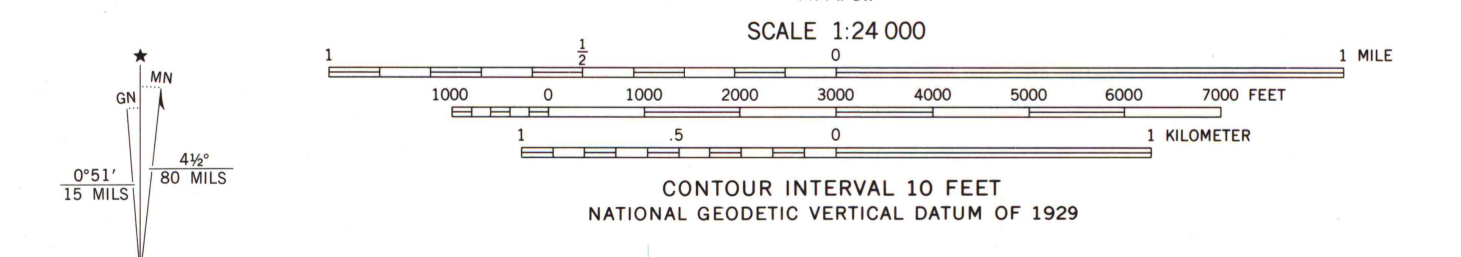 SCALE 1:24 000
1 1/2 0 1 MILE
1000 0 1000 2000 3000 4000 5000 6000 7000 FEET
1 .5 0 1 KILOMETER
CONTOUR INTERVAL 10 FEET
NATIONAL GEODETIC VERTICAL DATUM OF 1929
★
MN
GN
0°51′
15 MILS
4½°
80 MILS